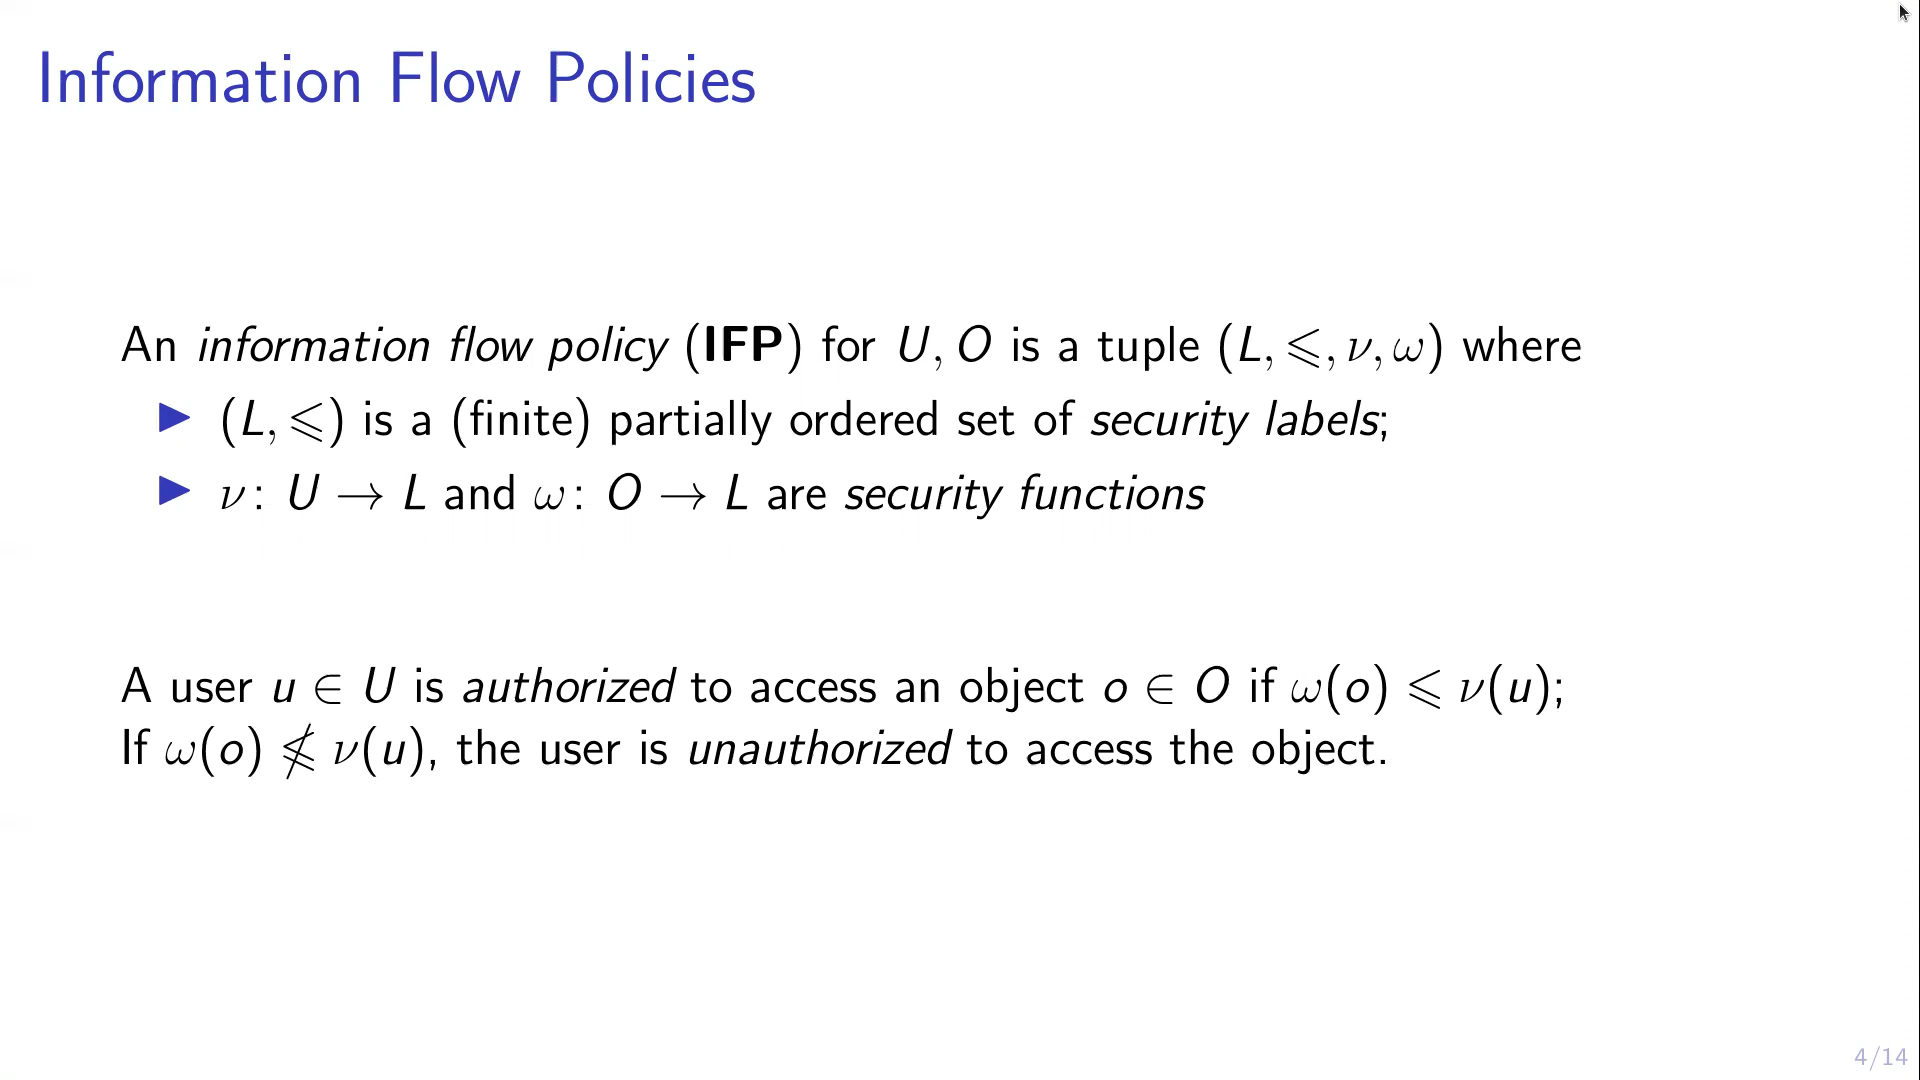 Information Flow Policies
An information flow policy (IFP) for U, O is a tuple (L, ⩽, ν, ω) where
▶ (L, ⩽) is a (finite) partially ordered set of security labels;
▶ ν : U → L and ω : O → L are security functions
A user u ∈ U is authorized to access an object o ∈ O if ω(o) ⩽ ν(u);
If ω(o) ⩽̸ ν(u), the user is unauthorized to access the object.
4/14